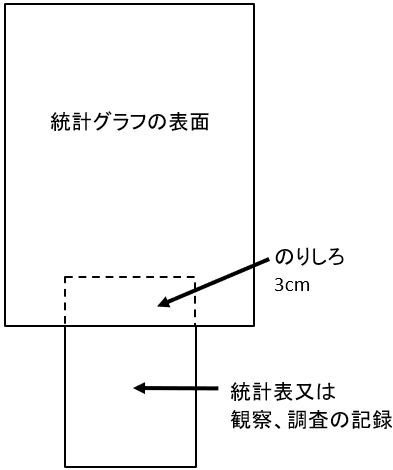 統計グラフの表面
のりしろ
3cm
統計表又は
観察、調査の記録